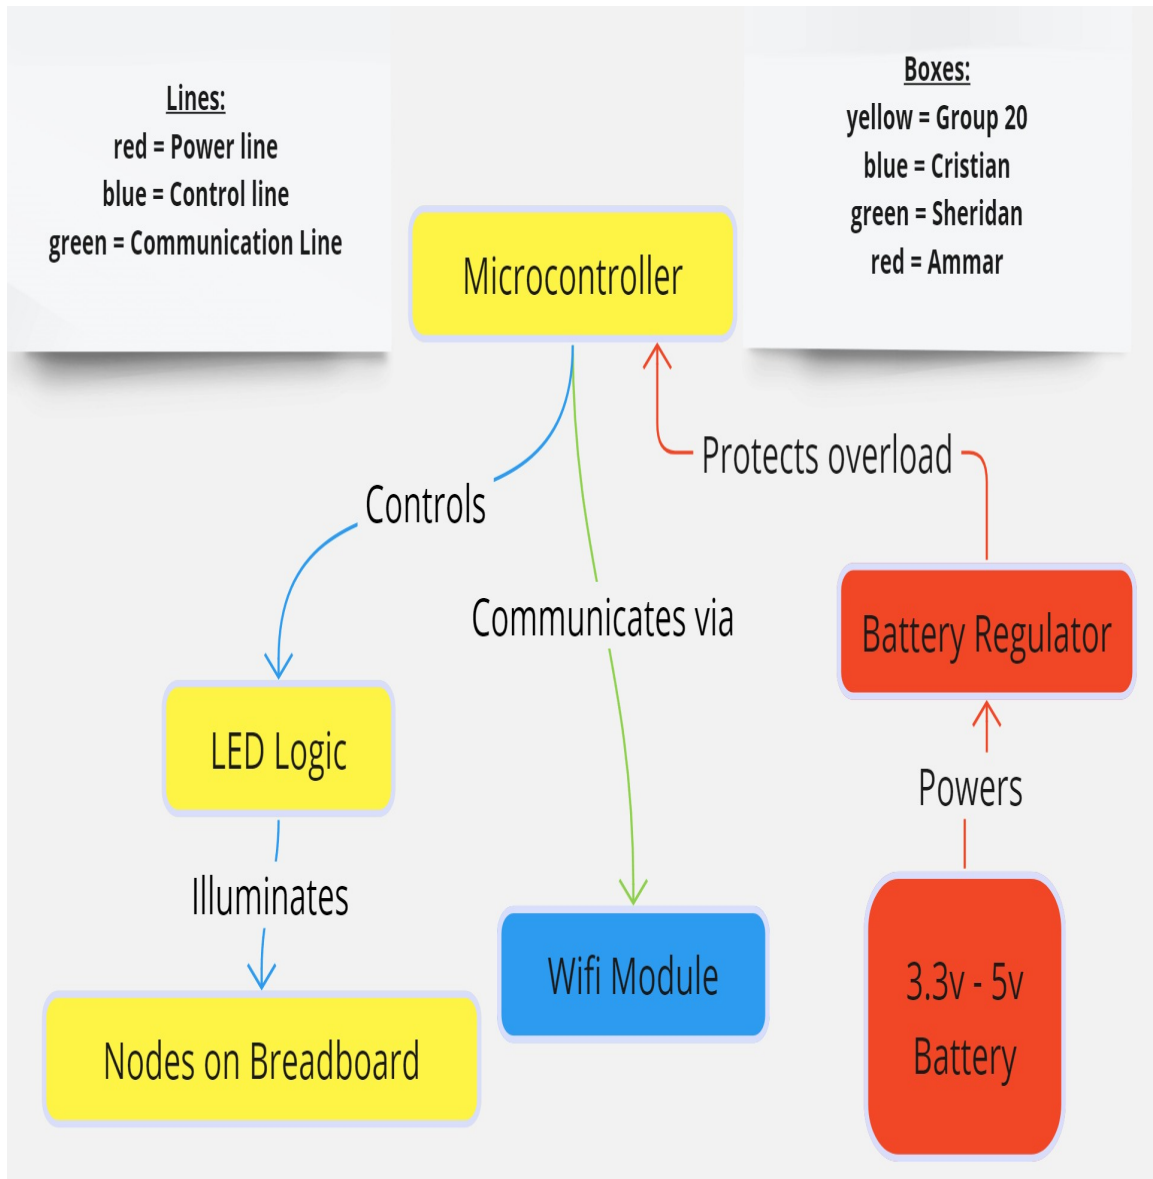 Lines:
red = Power line
blue = Control line
green = Communication Line
Boxes:
yellow = Group 20
blue = Cristian
green = Sheridan
red = Ammar
Microcontroller
Protects overload
Controls
Communicates via
Battery Regulator
LED Logic
Powers
Illuminates
Wifi Module
3.3v - 5v
Battery
Nodes on Breadboard